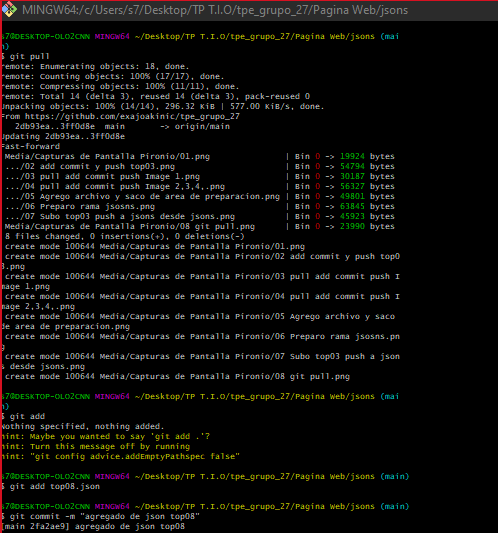 MINGW64:/c/Users/s7/Desktop/TP T.I.O/tpe_grupo_27/Pagina Web/jsons
s7@DESKTOP-QLO2CNN MINGW64 ~/Desktop/TP T.I.O/tpe_grupo_27/Pagina Web/jsons (mai
n)
$ git pull
remote: Enumerating objects: 18, done.
remote: Counting objects: 100% (17/17), done.
remote: Compressing objects: 100% (11/11), done.
remote: Total 14 (delta 3), reused 14 (delta 3), pack-reused 0
Unpacking objects: 100% (14/14), 296.32 KiB | 577.00 KiB/s, done.
From https://github.com/exajoakinic/tpe_grupo_27
2db93ea..3ff0d8e main -> origin/main
Updating 2db93ea..3ff0d8e
Fast-forward
Media/Capturas de Pantalla Pironio/01.png | Bin 0 -> 19924 bytes
.../02 add commit y push top03.png | Bin 0 -> 54794 bytes
.../03 pull add commit push Image 1.png | Bin 0 -> 30187 bytes
.../04 pull add commit push Image 2,3,4,.png | Bin 0 -> 56327 bytes
.../05 Agrego archivo y saco de area de preparacion.png | Bin 0 -> 49801 bytes
.../06 Preparo rama jsosns.png | Bin 0 -> 63845 bytes
.../07 Subo top03 push a jsons desde jsons.png | Bin 0 -> 45923 bytes
Media/Capturas de Pantalla Pironio/08 git pull.png | Bin 0 -> 23990 bytes
8 files changed, 0 insertions(+), 0 deletions(-)
create mode 100644 Media/Capturas de Pantalla Pironio/01.png
create mode 100644 Media/Capturas de Pantalla Pironio/02 add commit y push top0
3.png
create mode 100644 Media/Capturas de Pantalla Pironio/03 pull add commit push I
mage 1.png
create mode 100644 Media/Capturas de Pantalla Pironio/04 pull add commit push I
mage 2,3,4,.png
create mode 100644 Media/Capturas de Pantalla Pironio/05 Agrego archivo y saco
de area de preparacion.png
create mode 100644 Media/Capturas de Pantalla Pironio/06 Preparo rama jsosns.pn
g
create mode 100644 Media/Capturas de Pantalla Pironio/07 Subo top03 push a json
s desde jsons.png
create mode 100644 Media/Capturas de Pantalla Pironio/08 git pull.png
s7@DESKTOP-QLO2CNN MINGW64 ~/Desktop/TP T.I.O/tpe_grupo_27/Pagina Web/jsons (mai
n)
$ git add
Nothing specified, nothing added.
hint: Maybe you wanted to say 'git add .'?
hint: Turn this message off by running
hint: "git config advice.addEmptyPathspec false"
s7@DESKTOP-QLO2CNN MINGW64 ~/Desktop/TP T.I.O/tpe_grupo_27/Pagina Web/jsons (main)
$ git add top08.json
s7@DESKTOP-QLO2CNN MINGW64 ~/Desktop/TP T.I.O/tpe_grupo_27/Pagina Web/jsons (main)
$ git commit -m "agregado de json top08"
[main 2fa2ae9] agregado de json top08